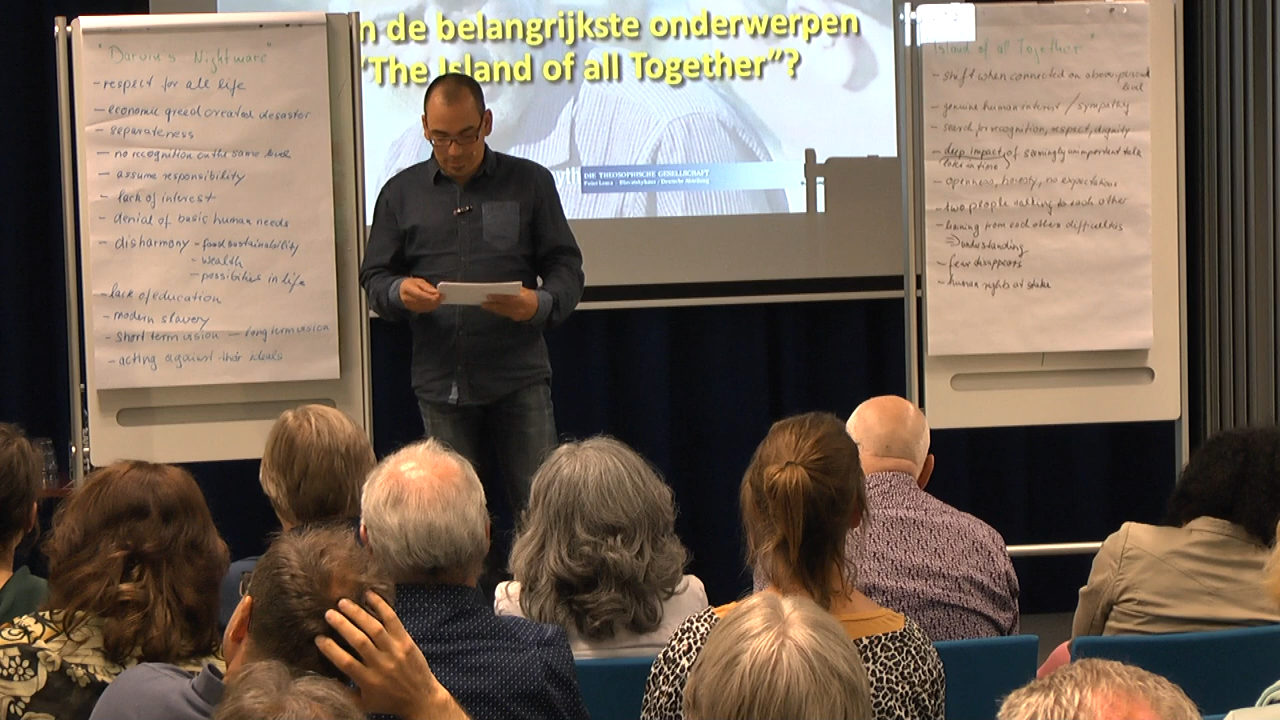 "Darwin's Nightmare"
- respect for all life
- economic greed created desaster
- separateness
- no recognition on the same level
- assume responsibility
- lack of interest
- denial of basic human needs
- disharmony - food sustainability
- wealth
- possibilities in life
- lack of education
- modern slavery
- short term vision - long term vision
- acting against their ideals
n de belangrijkste onderwerpen
"The Island of all Together"?
DIE THEOSOPHISCHE GESELLSCHAFT
Island of al Together"
- shift when connected on a
level
- genuine human interest / sympathy
- search for recognition, respect, dignity
- deep impact of seemingly unimportant talk
- openness, honesty, no expectations
- two people talking to each other
- learning from each others difficulties
=> understanding
- fear disappears
- human rights at stake